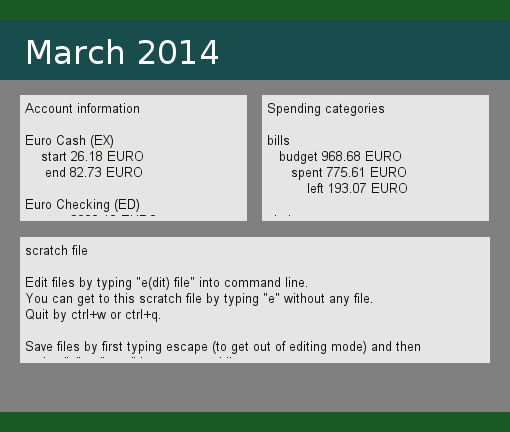 March 2014
Account information
Euro Cash (EX)
start 26.18 EURO
end 82.73 EURO
Euro Checking (ED)
Spending categories
bills
budget 968.68 EURO
spent 775.61 EURO
left 193.07 EURO
scratch file
Edit files by typing "e(dit) file" into command line.
You can get to this scratch file by typing "e" without any file.
Quit by ctrl+w or ctrl+q.
Save files by first typing escape (to get out of editing mode) and then